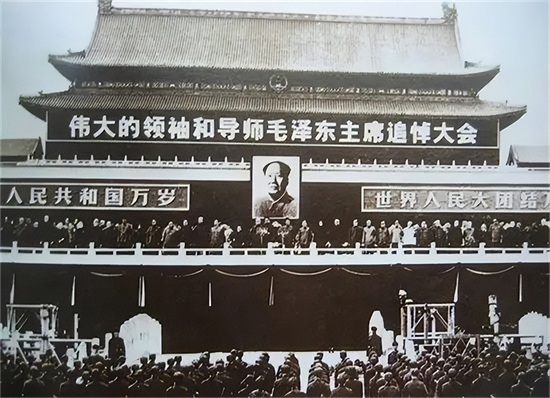 伟大的领袖和导师毛泽东主席追悼大会
人民共和国万岁
世界人民大团结